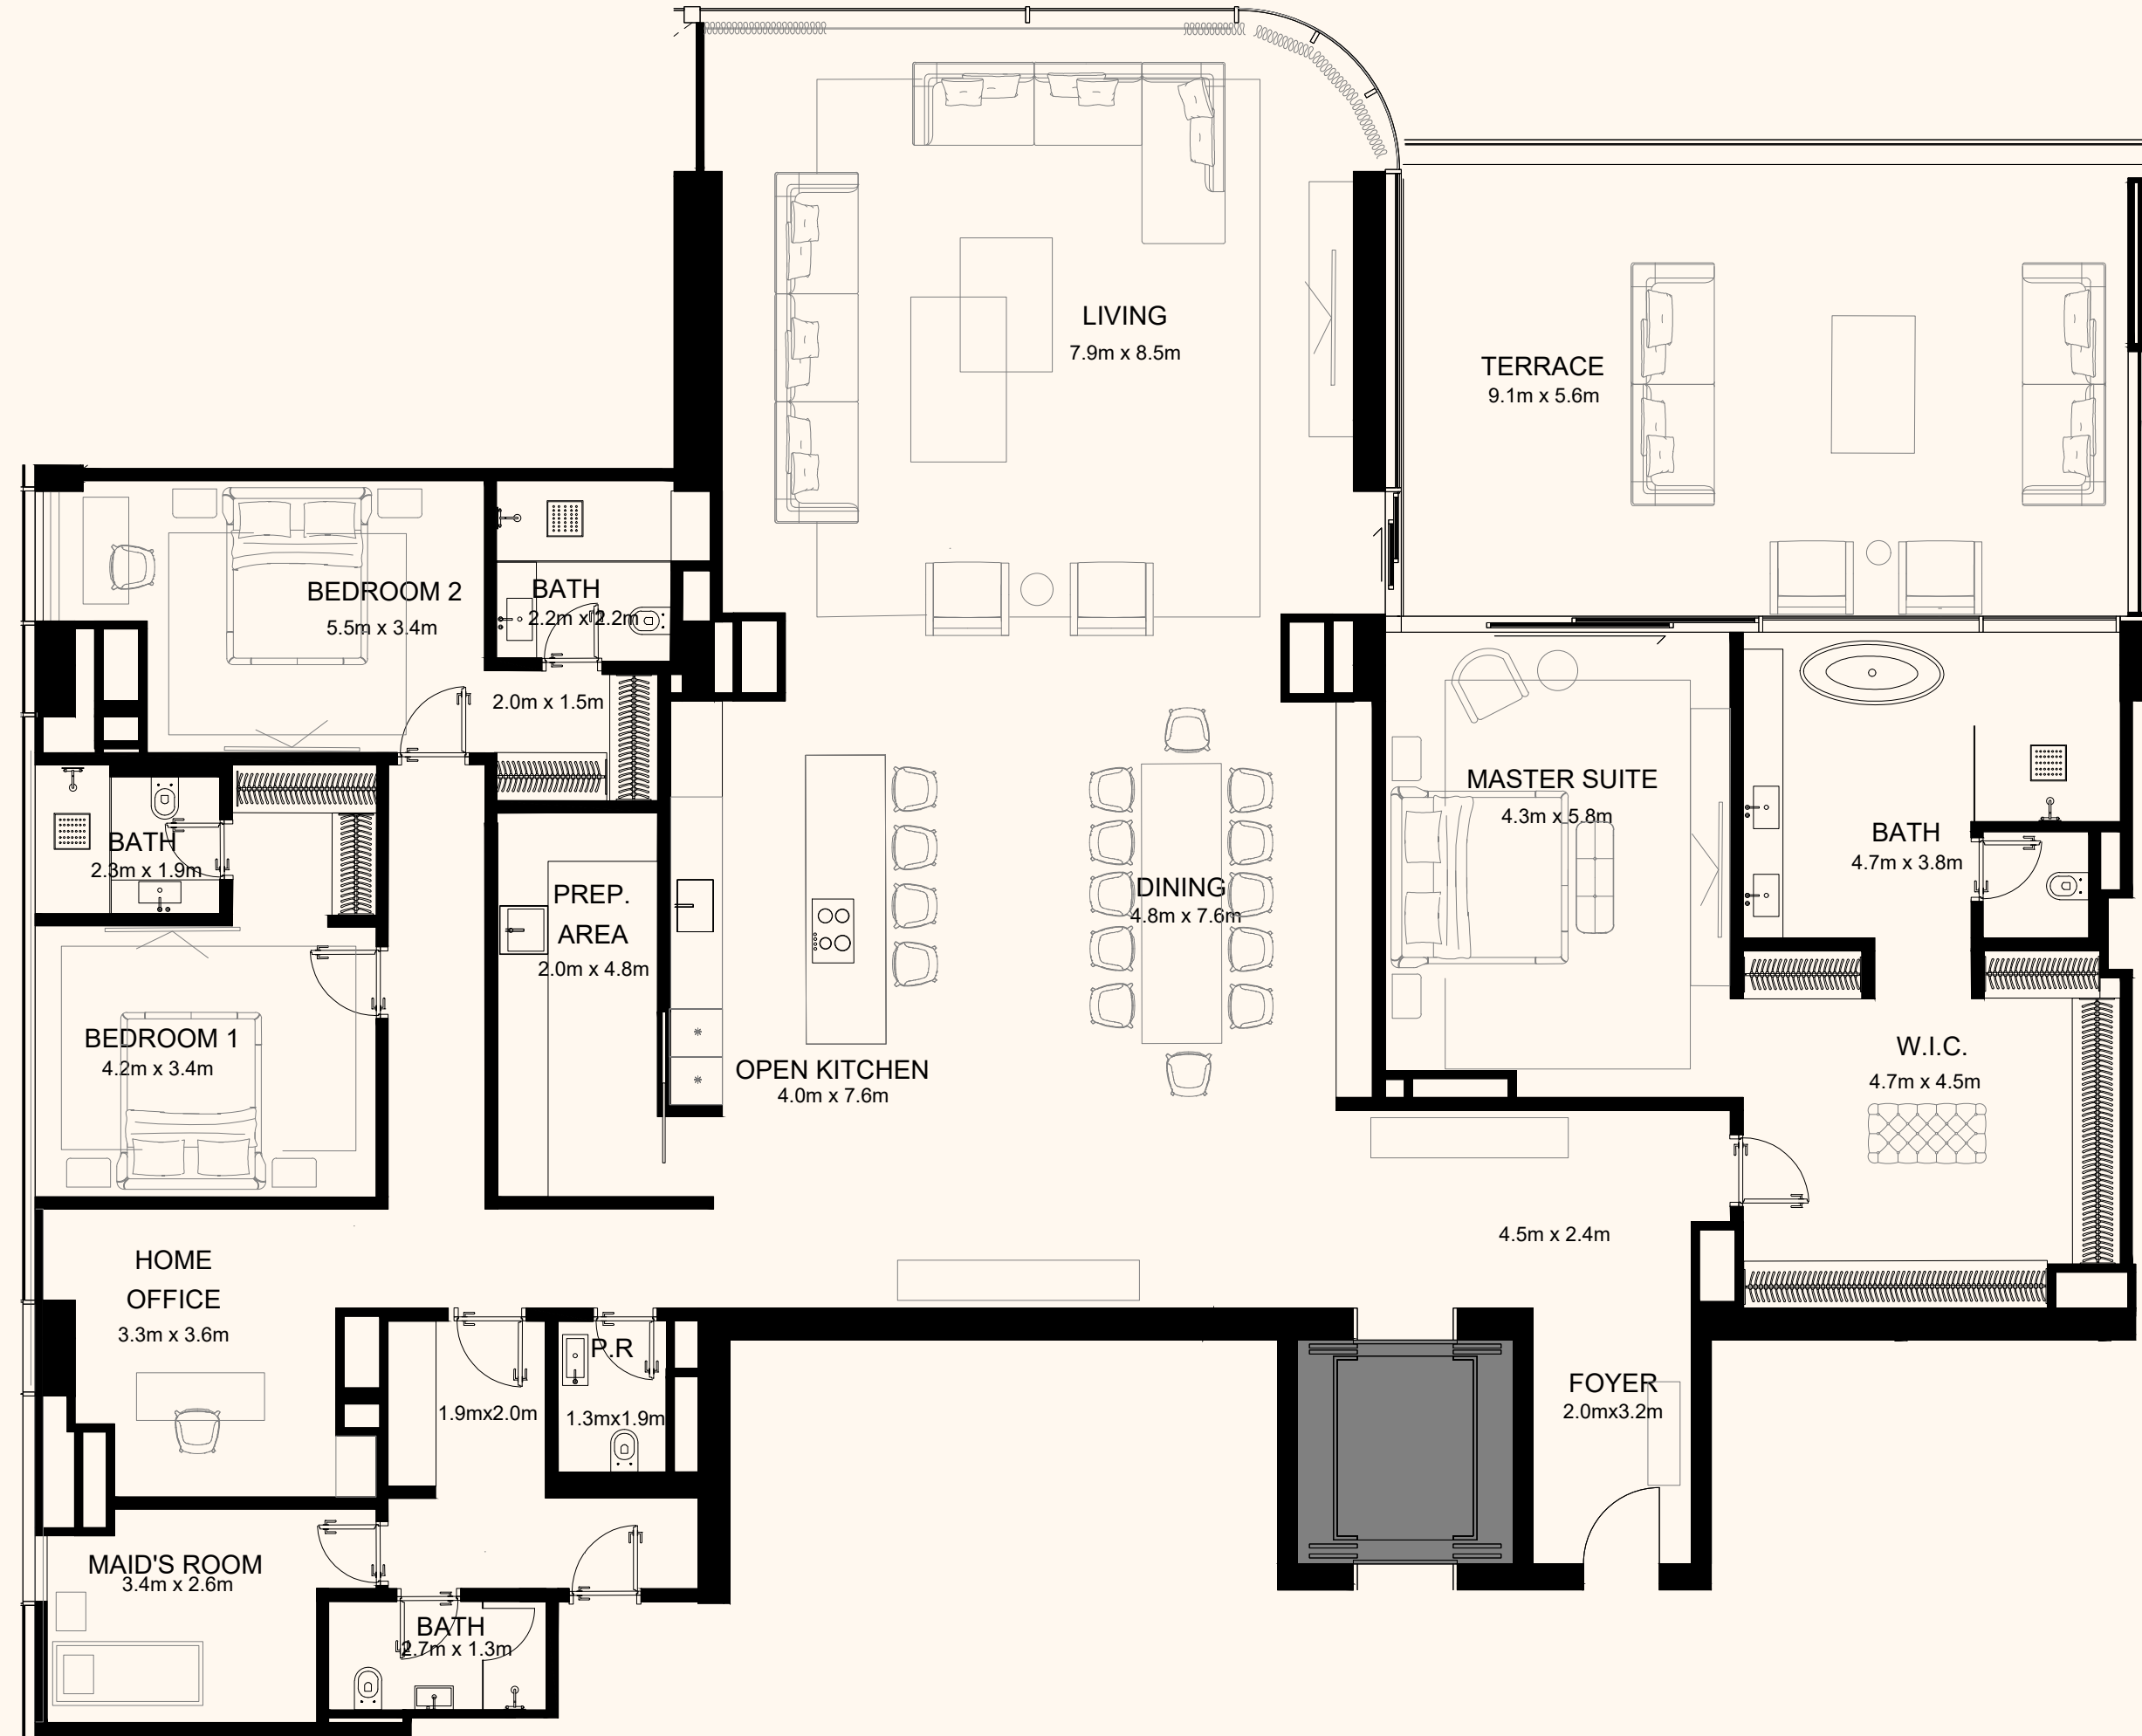 LIVING
7.9m x 8.5m
TERRACE
9.1m x 5.6m
BEDROOM 2
5.5m x 3.4m
BATH
2.2m x 2.2m
2.0m x 1.5m
MASTER SUITE
4.3m x 5.8m
BATH
4.7m x 3.8m
BATH
2.3m x 1.9m
PREP.
AREA
2.0m x 4.8m
DINING
4.8m x 7.6m
BEDROOM 1
4.2m x 3.4m
OPEN KITCHEN
4.0m x 7.6m
W.I.C.
4.7m x 4.5m
4.5m x 2.4m
HOME
OFFICE
3.3m x 3.6m
P.R
1.9mx2.0m
1.3mx1.9m
FOYER
2.0mx3.2m
MAID'S ROOM
3.4m x 2.6m
BATH
2.7m x 1.3m